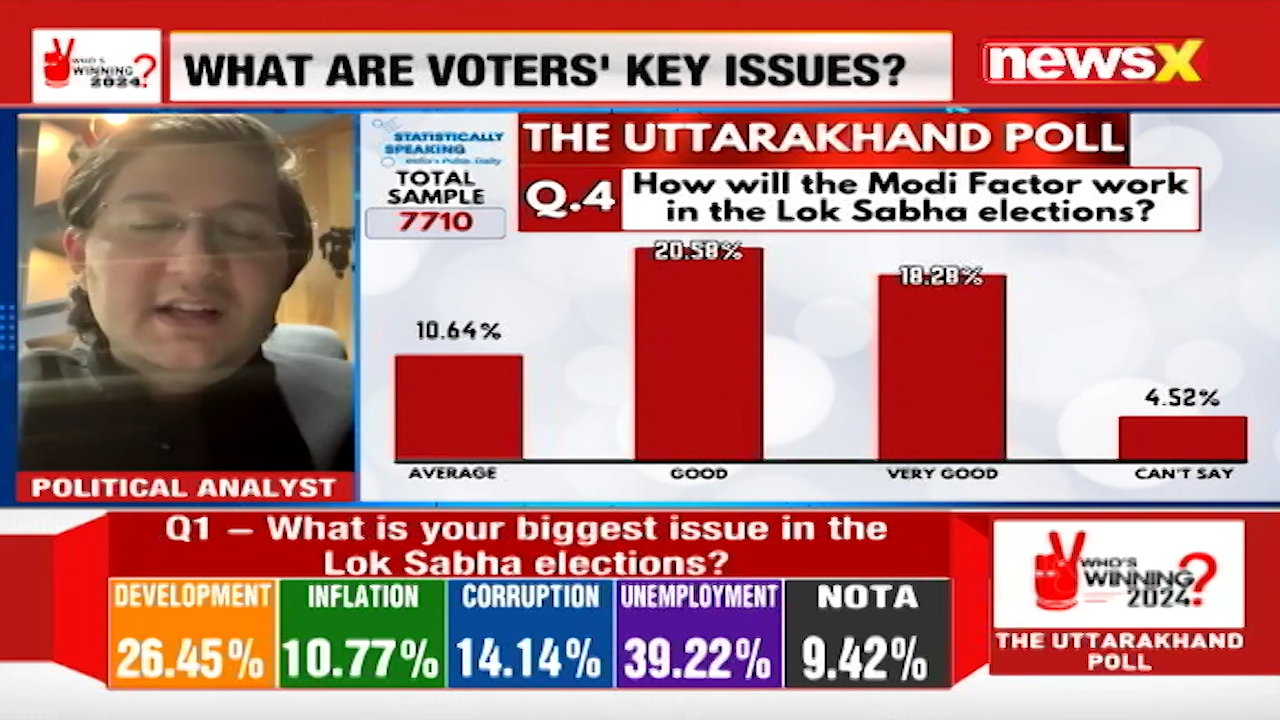 WHO'S
WINNING
2024 ?
WHAT ARE VOTERS' KEY ISSUES?
newsX
STATISTICALLY
SPEAKING
India's Pulse, Daily
TOTAL
SAMPLE
7710
THE UTTARAKHAND POLL
Q.4
How will the Modi Factor work
in the Lok Sabha elections?
10.64%
20.58%
18.28%
4.52%
AVERAGE
GOOD
VERY GOOD
CAN'T SAY
POLITICAL ANALYST
Q1 – What is your biggest issue in the
Lok Sabha elections?
DEVELOPMENT
26.45%
INFLATION
10.77%
CORRUPTION
14.14%
UNEMPLOYMENT
39.22%
NOTA
9.42%
WHO'S
WINNING
2024 ?
THE UTTARAKHAND
POLL